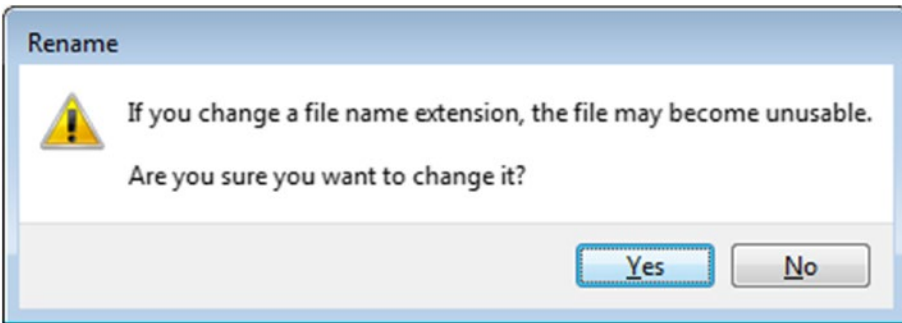 Rename
If you change a file name extension, the file may become unusable.
Are you sure you want to change it?
Yes
No